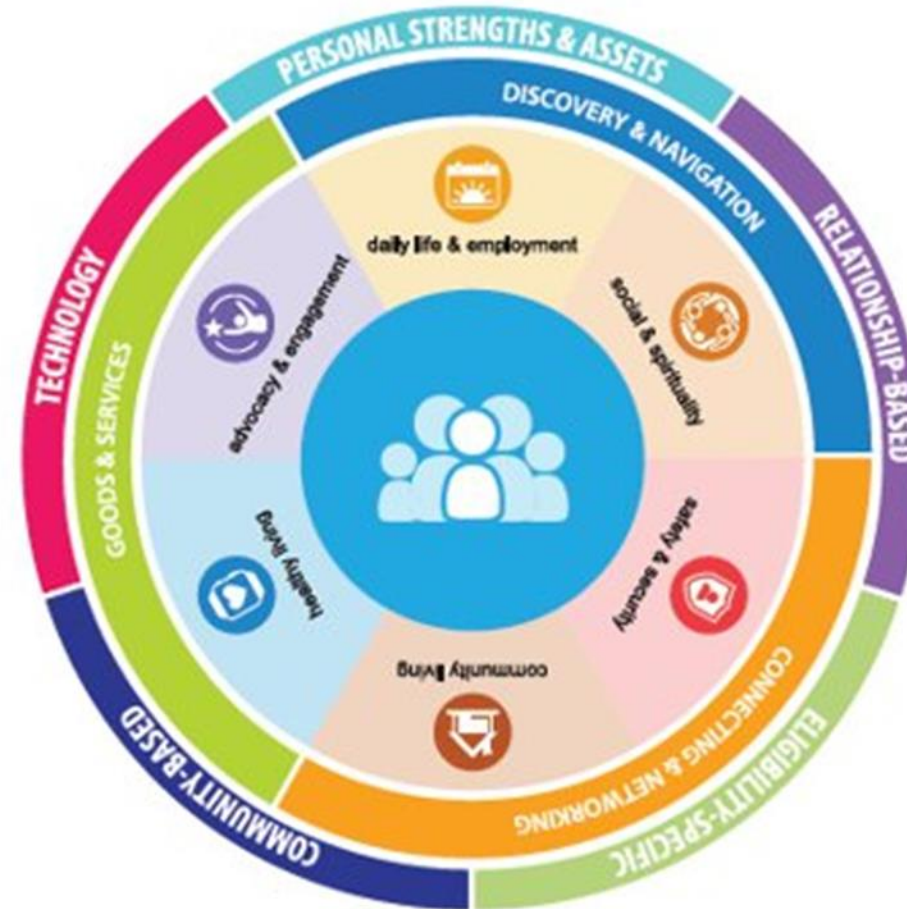 PERSONAL STRENGTHS & ASSETS
RELATIONSHIP-BASED
ELIGIBILITY-SPECIFIC
COMMUNITY-BASED
TECHNOLOGY
DISCOVERY & NAVIGATION
CONNECTING & NETWORKING
GOODS & SERVICES
daily life & employment
social & spirituality
safety & security
community living
healthy living
advocacy & engagement